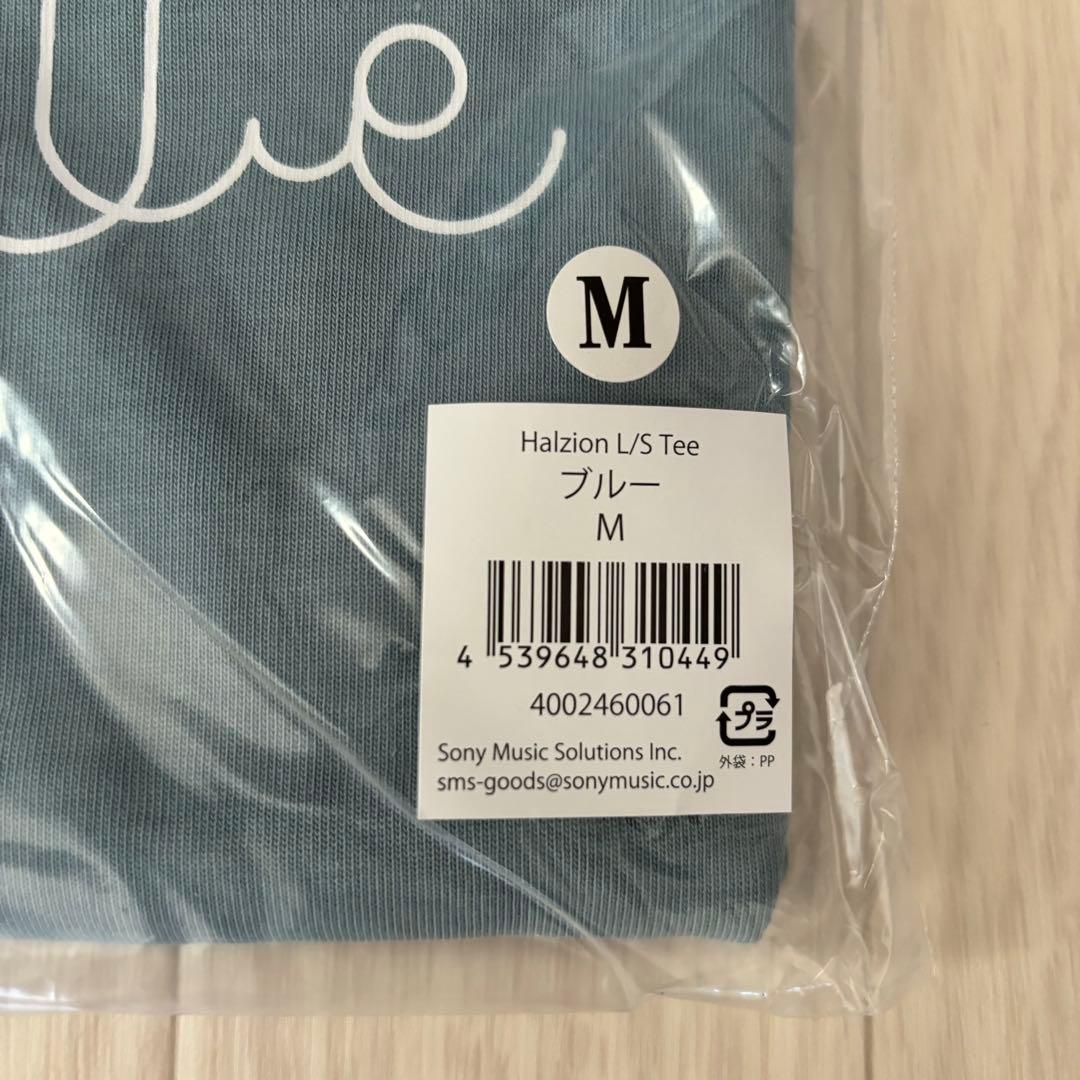 M
Halzion L/S Tee
ブルー
M
4 539648 310449
4002460061
プラ
外袋：PP
Sony Music Solutions Inc.
sms-goods@sonymusic.co.jp